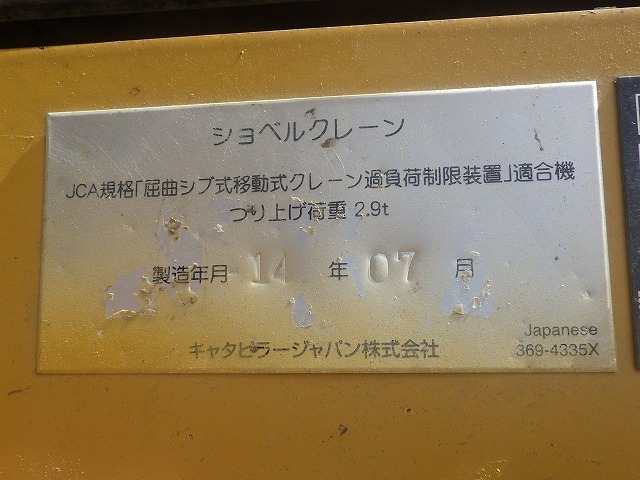 ショベルクレーン
JCA規格「屈曲ジブ式移動式クレーン過負荷制限装置」適合機
つり上げ荷重 2.9t
製造年月 14 年 07 月
キャタピラージャパン株式会社
Japanese
369-4335X